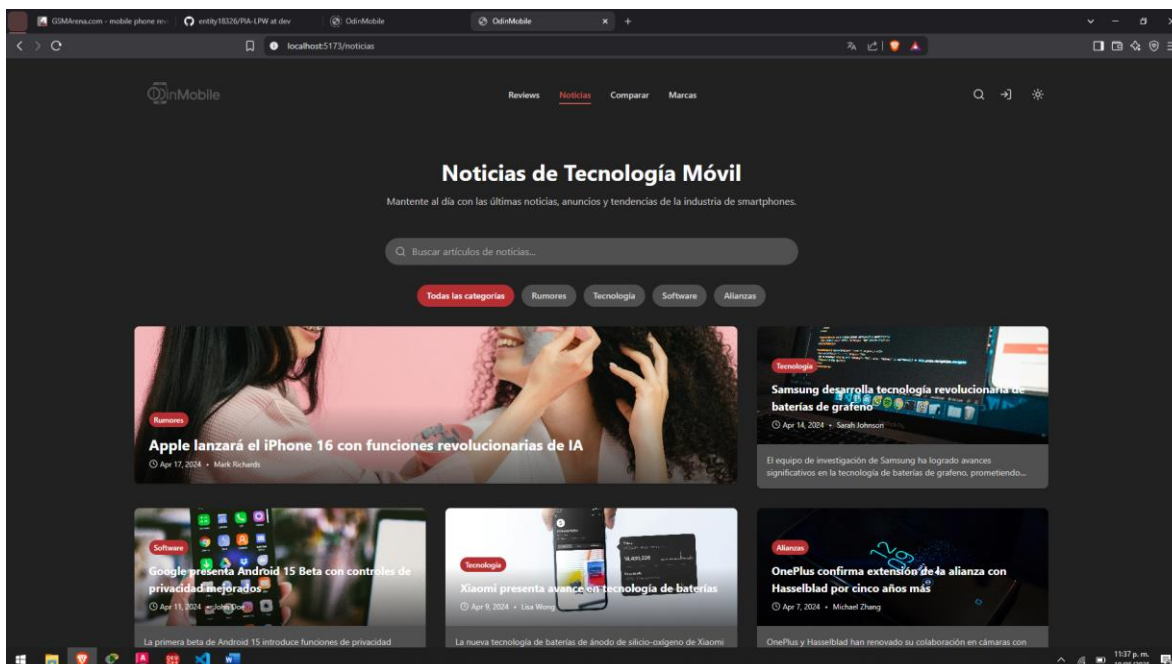 GSMArena.com - mobile phone rev
entity18326/PIA-LPW at dev
OdinMobile
OdinMobile
localhost:5173/noticias
OdinMobile
Reviews
Noticias
Comparar
Marcas
Noticias de Tecnología Móvil
Mantente al día con las últimas noticias, anuncios y tendencias de la industria de smartphones.
Buscar artículos de noticias...
Todas las categorías
Rumores
Tecnología
Software
Alianzas
Rumores
Apple lanzará el iPhone 16 con funciones revolucionarias de IA
Apr 17, 2024 • Mark Richards
Tecnología
Samsung desarrolla tecnología revolucionaria de
baterías de grafeno
Apr 14, 2024 • Sarah Johnson
El equipo de investigación de Samsung ha logrado avances
significativos en la tecnología de baterías de grafeno, prometiendo...
Software
Google presenta Android 15 Beta con controles de
privacidad mejorados
Apr 11, 2024 • John Doe
La primera beta de Android 15 introduce funciones de privacidad
Tecnología
Xiaomi presenta avance en tecnología de baterías
Apr 9, 2024 • Lisa Wong
La nueva tecnología de baterías de ánodo de silicio-oxígeno de Xiaomi
Alianzas
OnePlus confirma extensión de la alianza con
Hasselblad por cinco años más
Apr 7, 2024 • Michael Zhang
OnePlus y Hasselblad han renovado su colaboración en cámaras con
11:37 p. m.